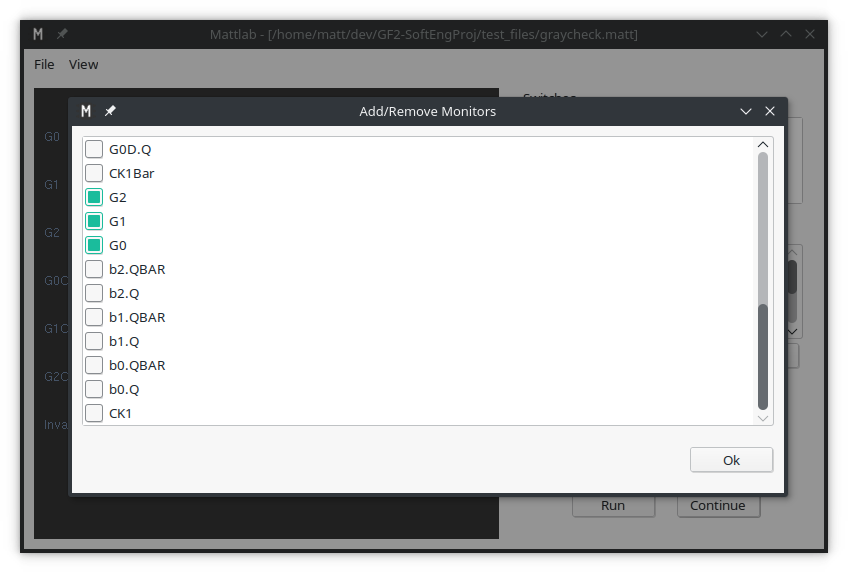 M Mattlab - [/home/matt/dev/GF2-SoftEngProj/test_files/graycheck.matt]
File View
M Add/Remove Monitors
G0
G1
G2
G0C
G1C
G2C
Inva
G0D.Q
CK1Bar
G2
G1
G0
b2.QBAR
b2.Q
b1.QBAR
b1.Q
b0.QBAR
b0.Q
CK1
Ok
Run Continue